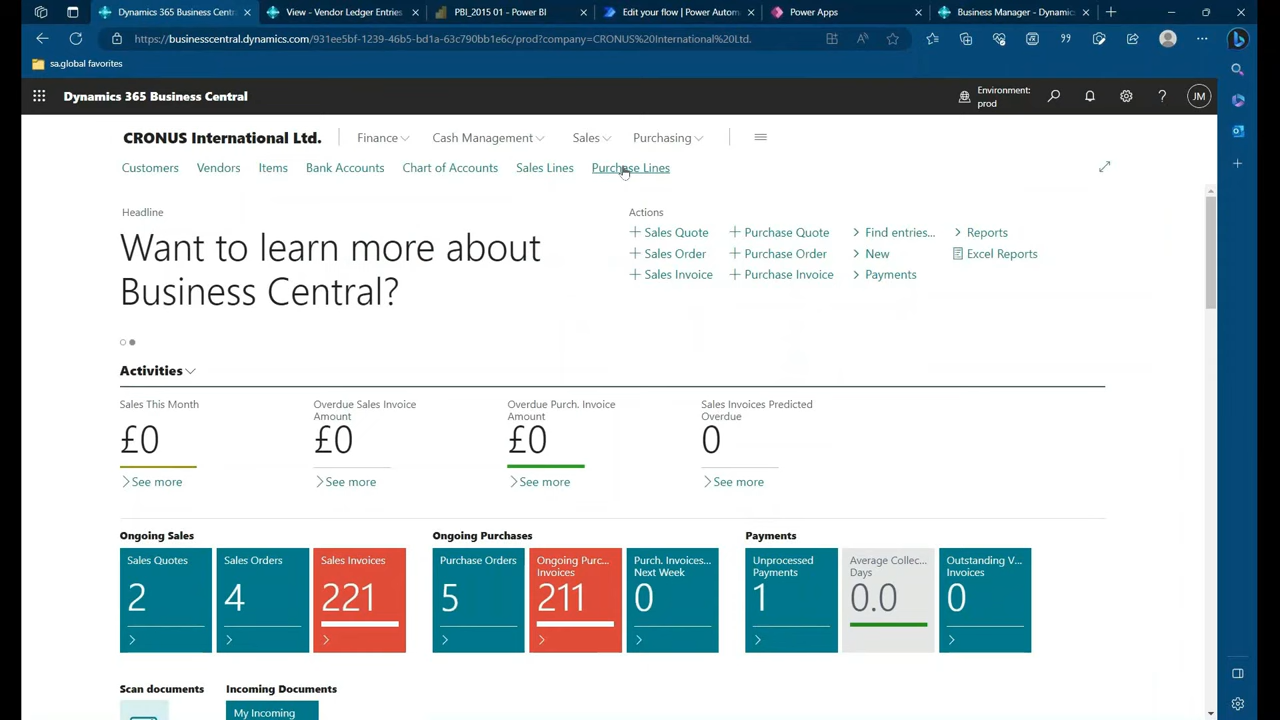 Dynamics 365 Business Central
View - Vendor Ledger Entries
PBI_2015 01 - Power BI
Edit your flow | Power Autom
Power Apps
Business Manager - Dynamic
https://businesscentral.dynamics.com/931ee5bf-1239-46b5-bd1a-63c790bb1e6c/prod?company=CRONUS%20International%20Ltd.
sa.global favorites
Dynamics 365 Business Central
Environment:
prod
JM
CRONUS International Ltd.
Finance
Cash Management
Sales
Purchasing
Customers
Vendors
Items
Bank Accounts
Chart of Accounts
Sales Lines
Purchase Lines
Headline
Want to learn more about
Business Central?
Actions
Sales Quote
Purchase Quote
Find entries...
Reports
Sales Order
Purchase Order
New
Excel Reports
Sales Invoice
Purchase Invoice
Payments
Activities
Sales This Month
£0
See more
Overdue Sales Invoice
Amount
£0
See more
Overdue Purch. Invoice
Amount
£0
See more
Sales Invoices Predicted
Overdue
0
See more
Ongoing Sales
Sales Quotes
2
Sales Orders
4
Sales Invoices
221
Ongoing Purchases
Purchase Orders
5
Ongoing Purc...
Invoices
211
Purch. Invoices...
Next Week
0
Payments
Unprocessed
Payments
1
Average Collec...
Days
0.0
Outstanding V...
Invoices
0
Scan documents
Incoming Documents
My Incoming